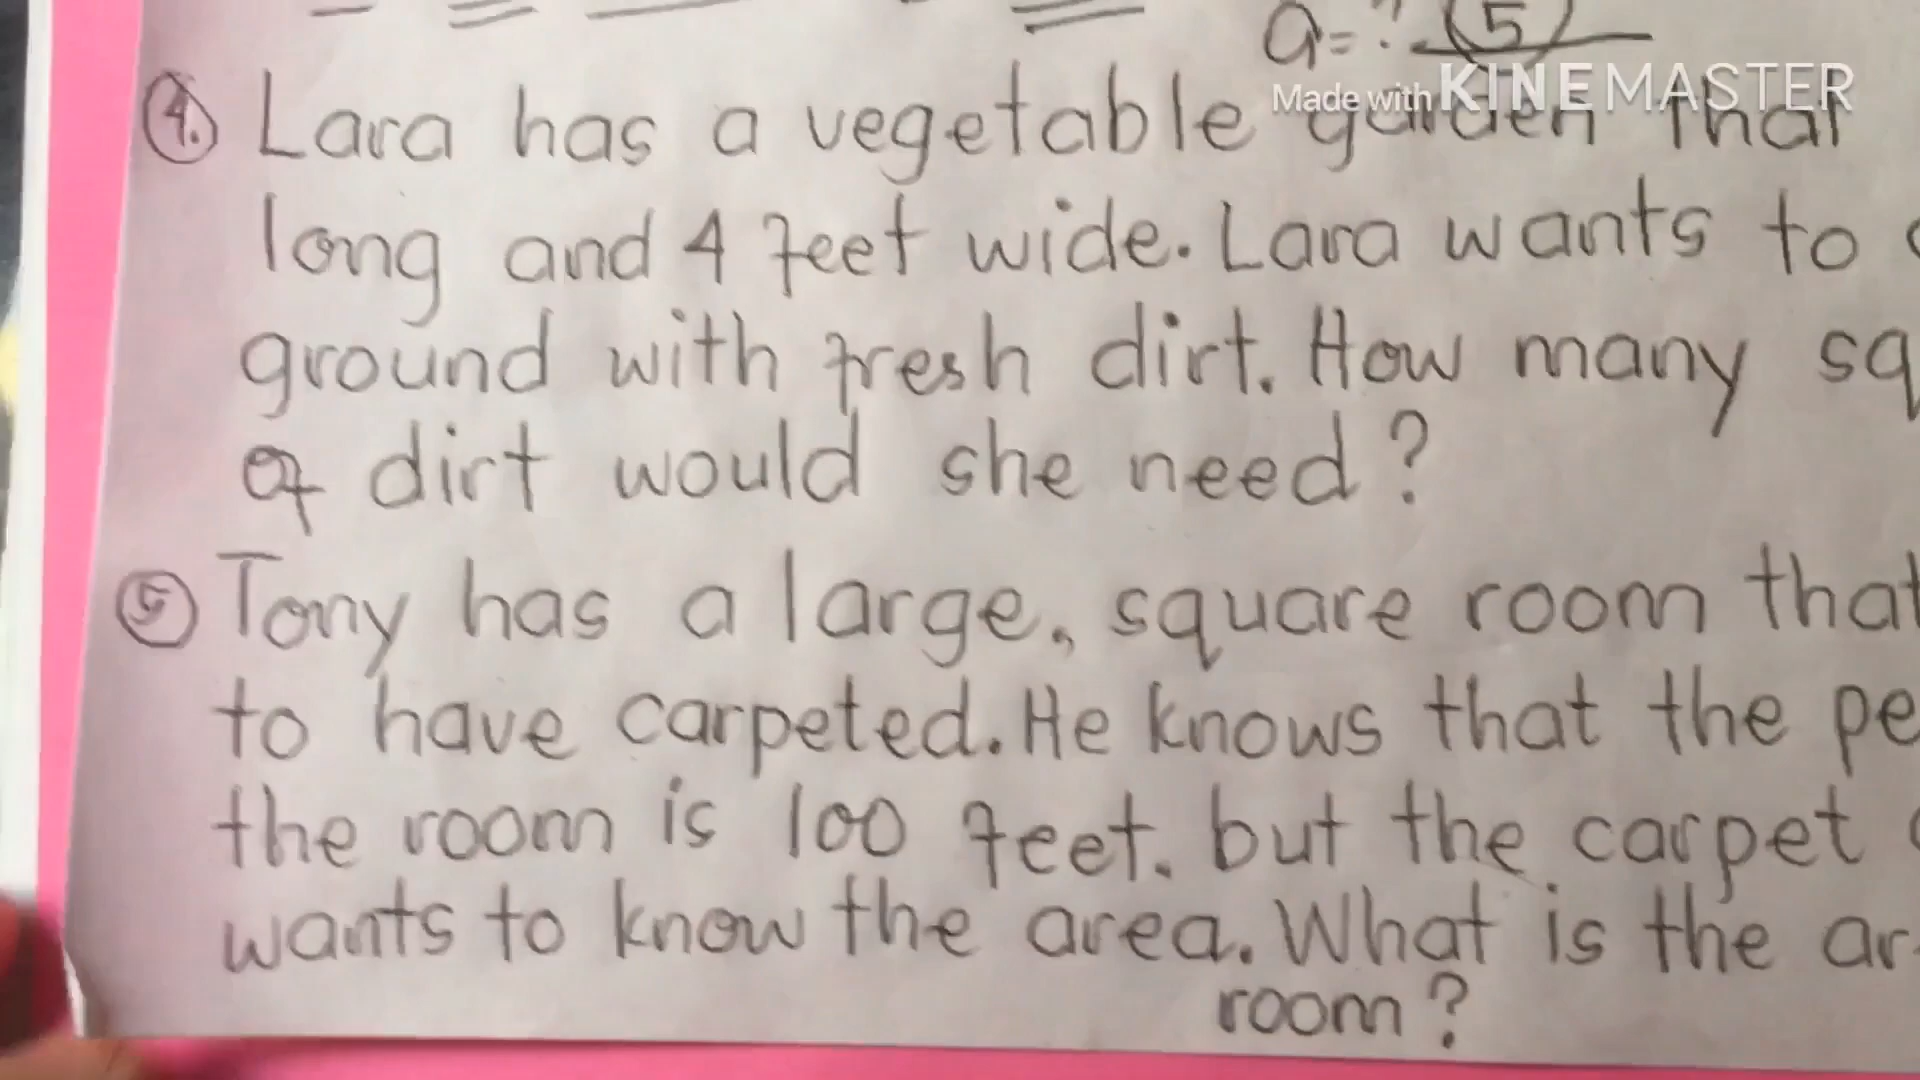 a=? (5)
Made with KINEMASTER
4. Lara has a vegetable garden that
long and 4 feet wide. Lara wants to
ground with fresh dirt. How many sq
of dirt would she need?
5 Tony has a large, square room that
to have carpeted. He knows that the pe
the room is 100 feet. but the carpet
wants to know the area. What is the ar
room?